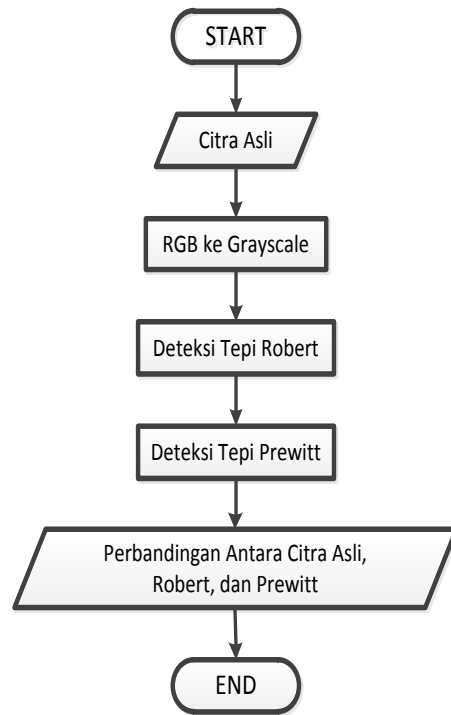 START
Citra Asli
RGB ke Grayscale
Deteksi Tepi Robert
Deteksi Tepi Prewitt
Perbandingan Antara Citra Asli,
Robert, dan Prewitt
END